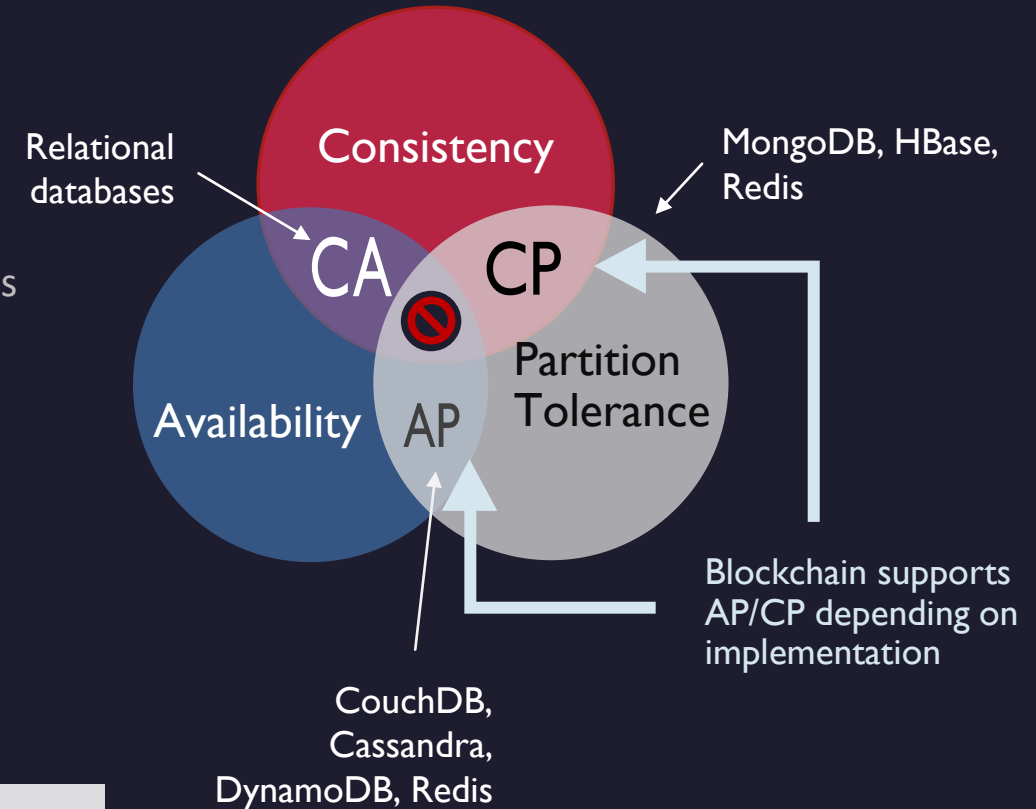 Consistency
Relational
databases
MongoDB, HBase,
Redis
CA
CP
s
Partition
Tolerance
Availability
AP
Blockchain supports
AP/CP depending on
implementation
CouchDB,
Cassandra,
DynamoDB, Redis